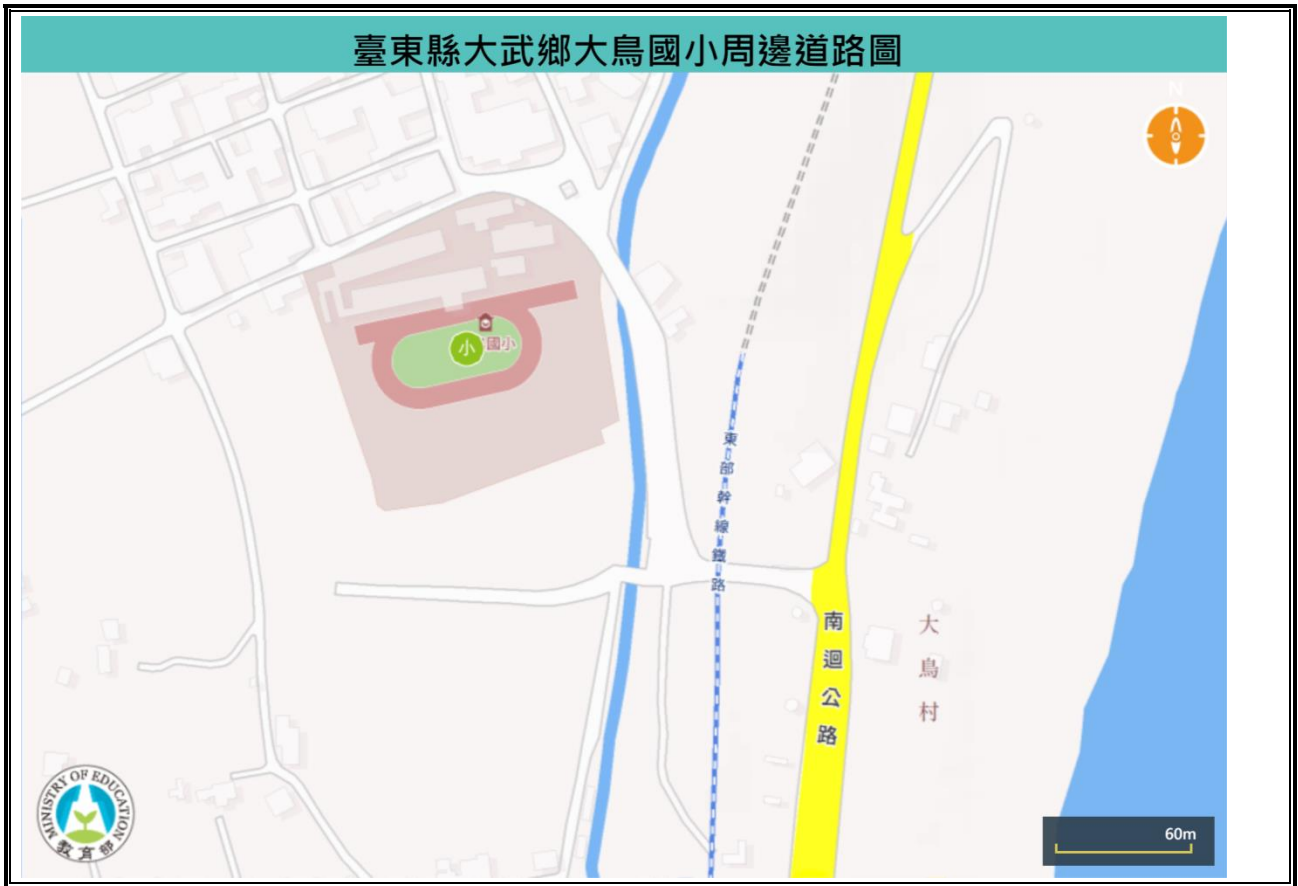 臺東縣大武鄉大鳥國小周邊道路圖
N
小
國小
東部幹線鐵路
南迴公路
大鳥村
MINISTRY OF EDUCATION
教育部
60m